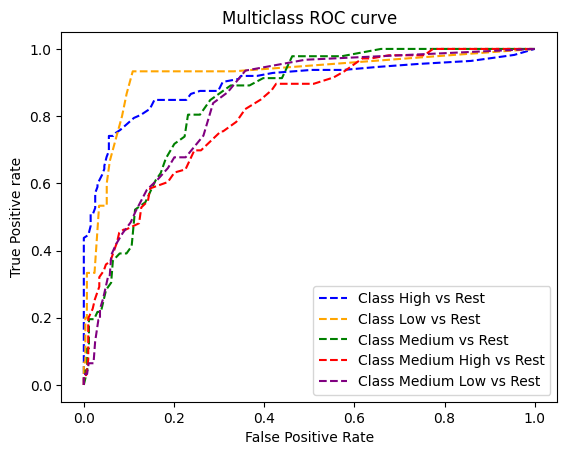 Multiclass ROC curve
True Positive rate
1.0
0.8
0.6
0.4
0.2
0.0
Class High vs Rest
Class Low vs Rest
Class Medium vs Rest
Class Medium High vs Rest
Class Medium Low vs Rest
0.0 0.2 0.4 0.6 0.8 1.0
False Positive Rate